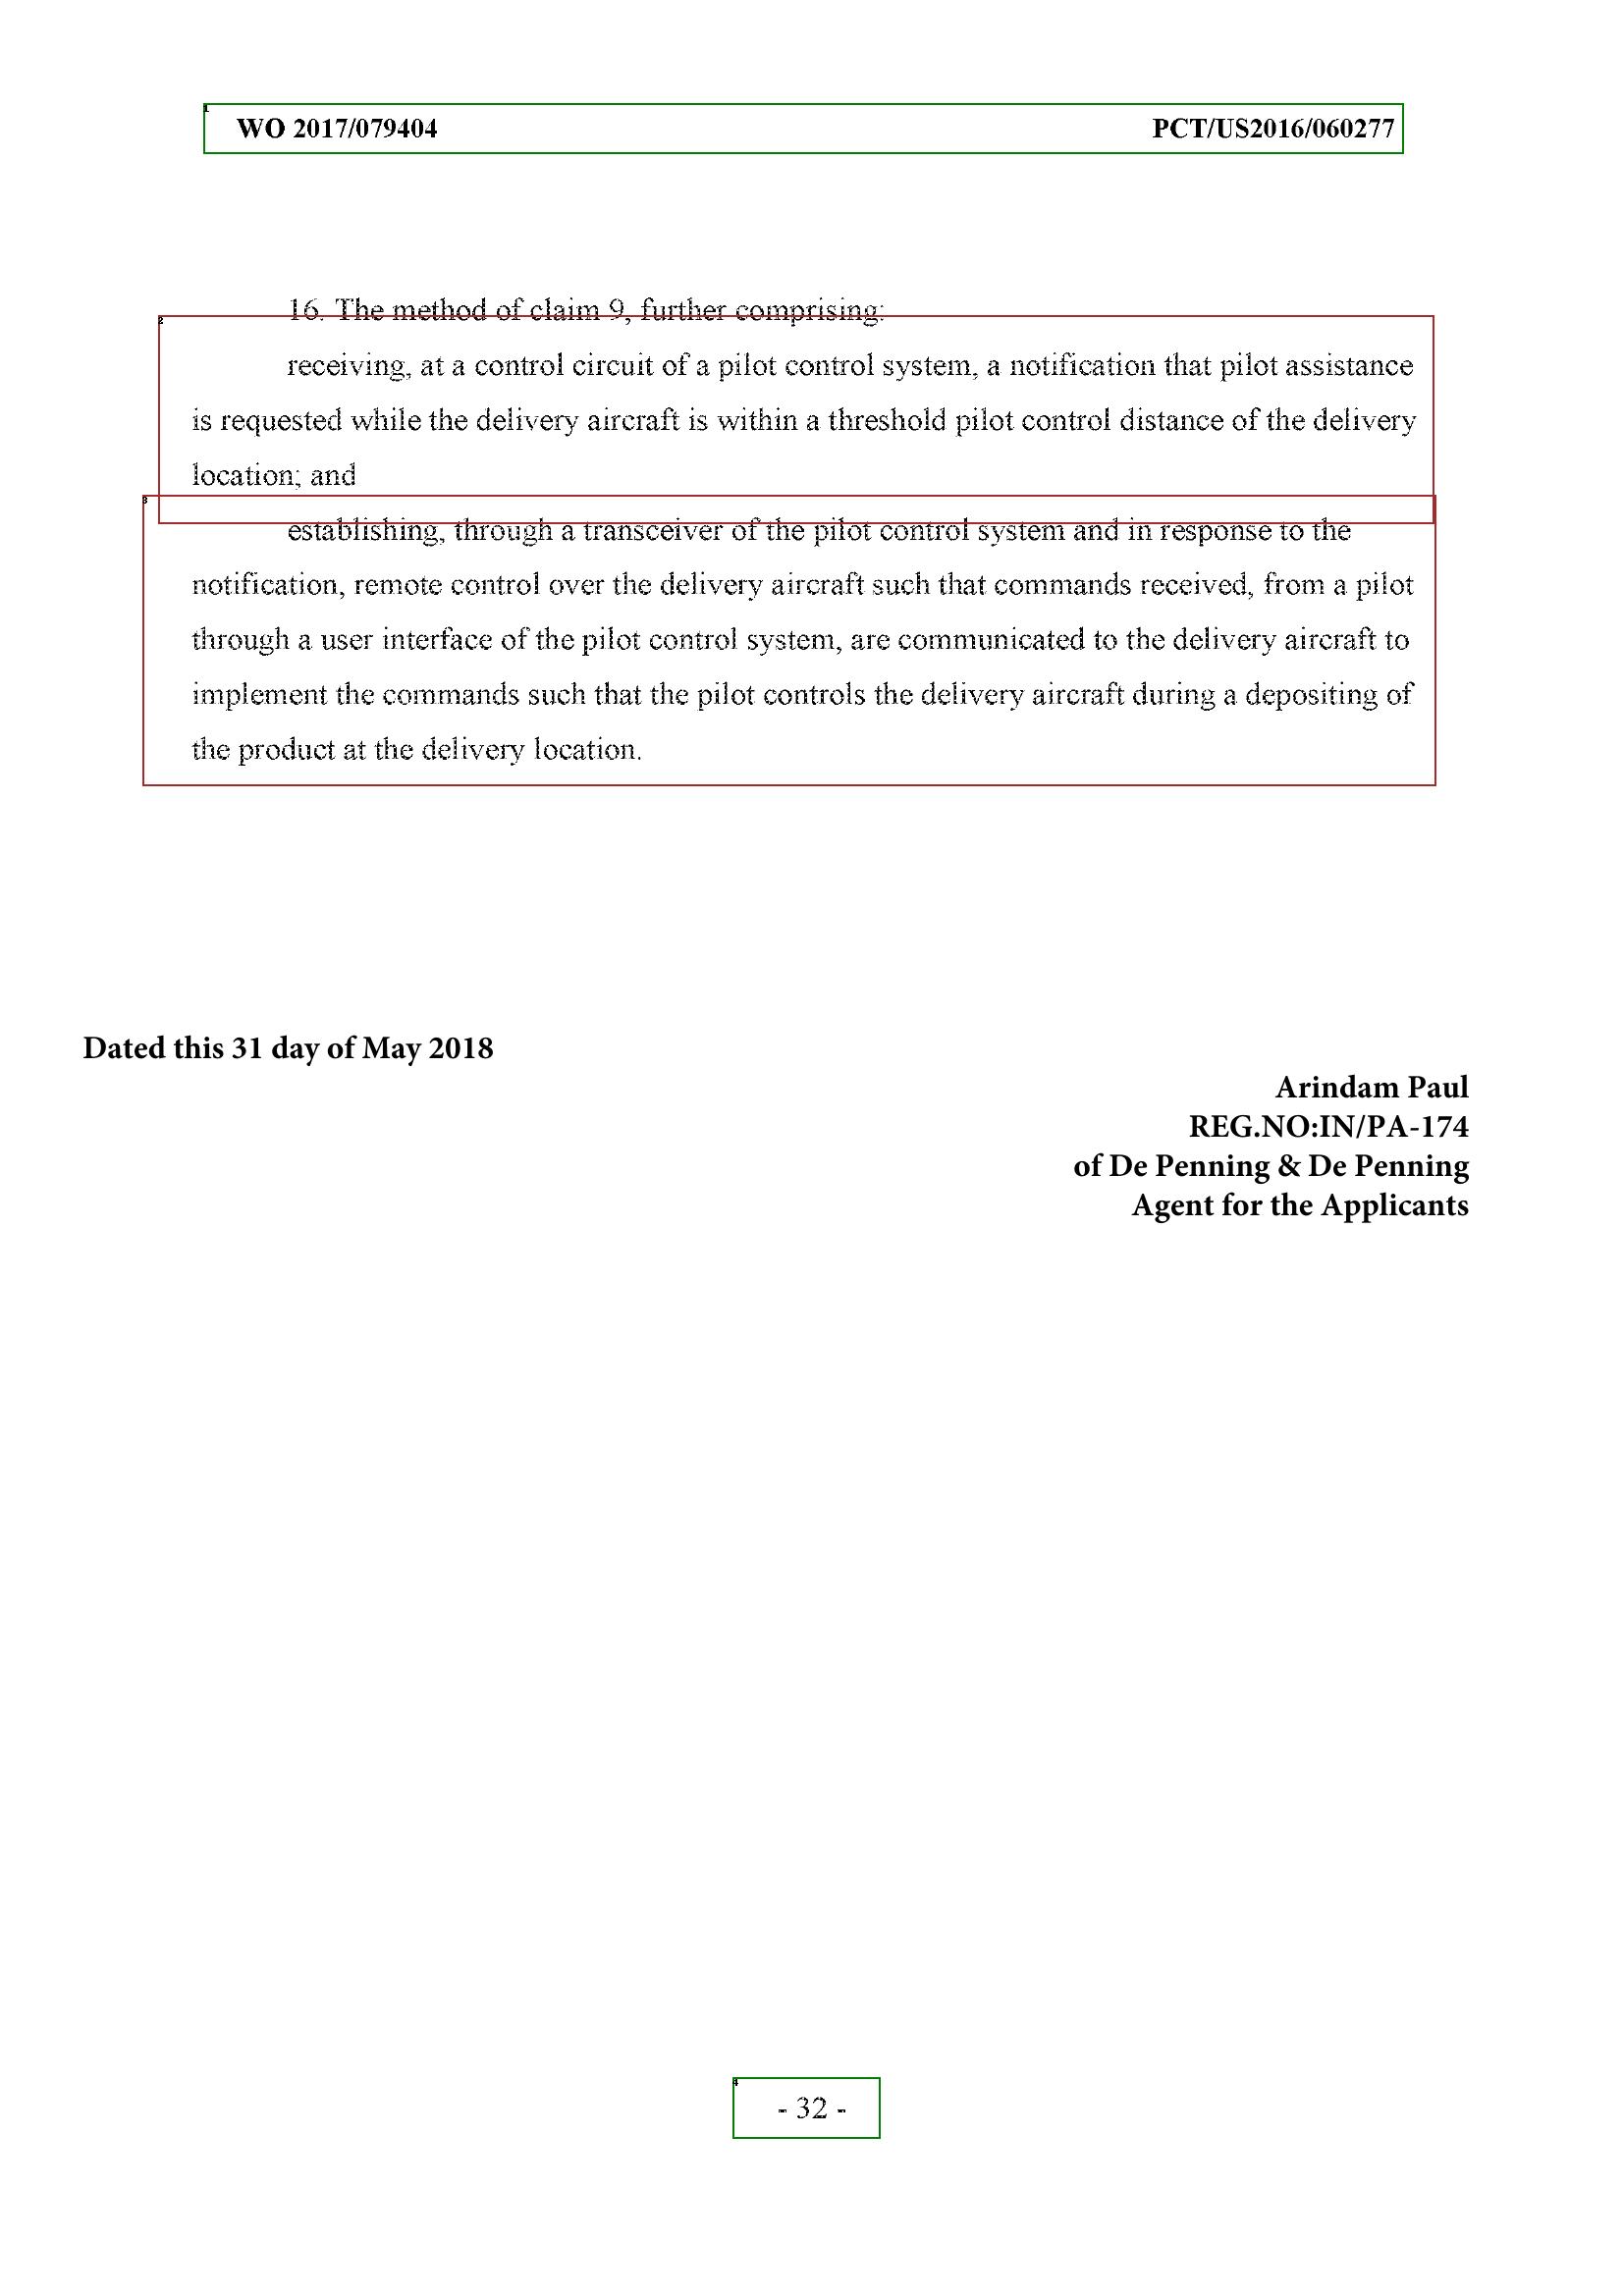 WO 2017/079404 PCT/US2016/060277
16. The method of claim 9, further comprising:
receiving, at a control circuit of a pilot control system, a notification that pilot assistance
is requested while the delivery aircraft is within a threshold pilot control distance of the delivery
location; and
establishing, through a transceiver of the pilot control system and in response to the
notification, remote control over the delivery aircraft such that commands received, from a pilot
through a user interface of the pilot control system, are communicated to the delivery aircraft to
implement the commands such that the pilot controls the delivery aircraft during a depositing of
the product at the delivery location.
Dated this 31 day of May 2018
Arindam Paul
REG.NO:IN/PA-174
of De Penning & De Penning
Agent for the Applicants
- 32 -